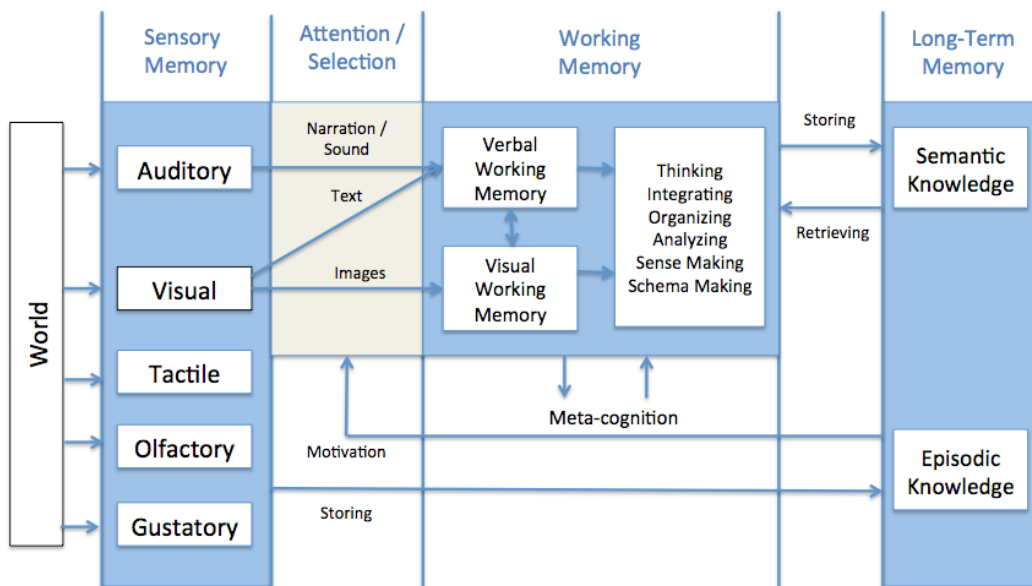 Sensory
Memory
Attention /
Selection
Working
Memory
Long-Term
Memory
World
Auditory
Visual
Tactile
Olfactory
Gustatory
Narration /
Sound
Text
Images
Verbal
Working
Memory
Visual
Working
Memory
Thinking
Integrating
Organizing
Analyzing
Sense Making
Schema Making
Storing
Retrieving
Semantic
Knowledge
Meta-cognition
Motivation
Storing
Episodic
Knowledge